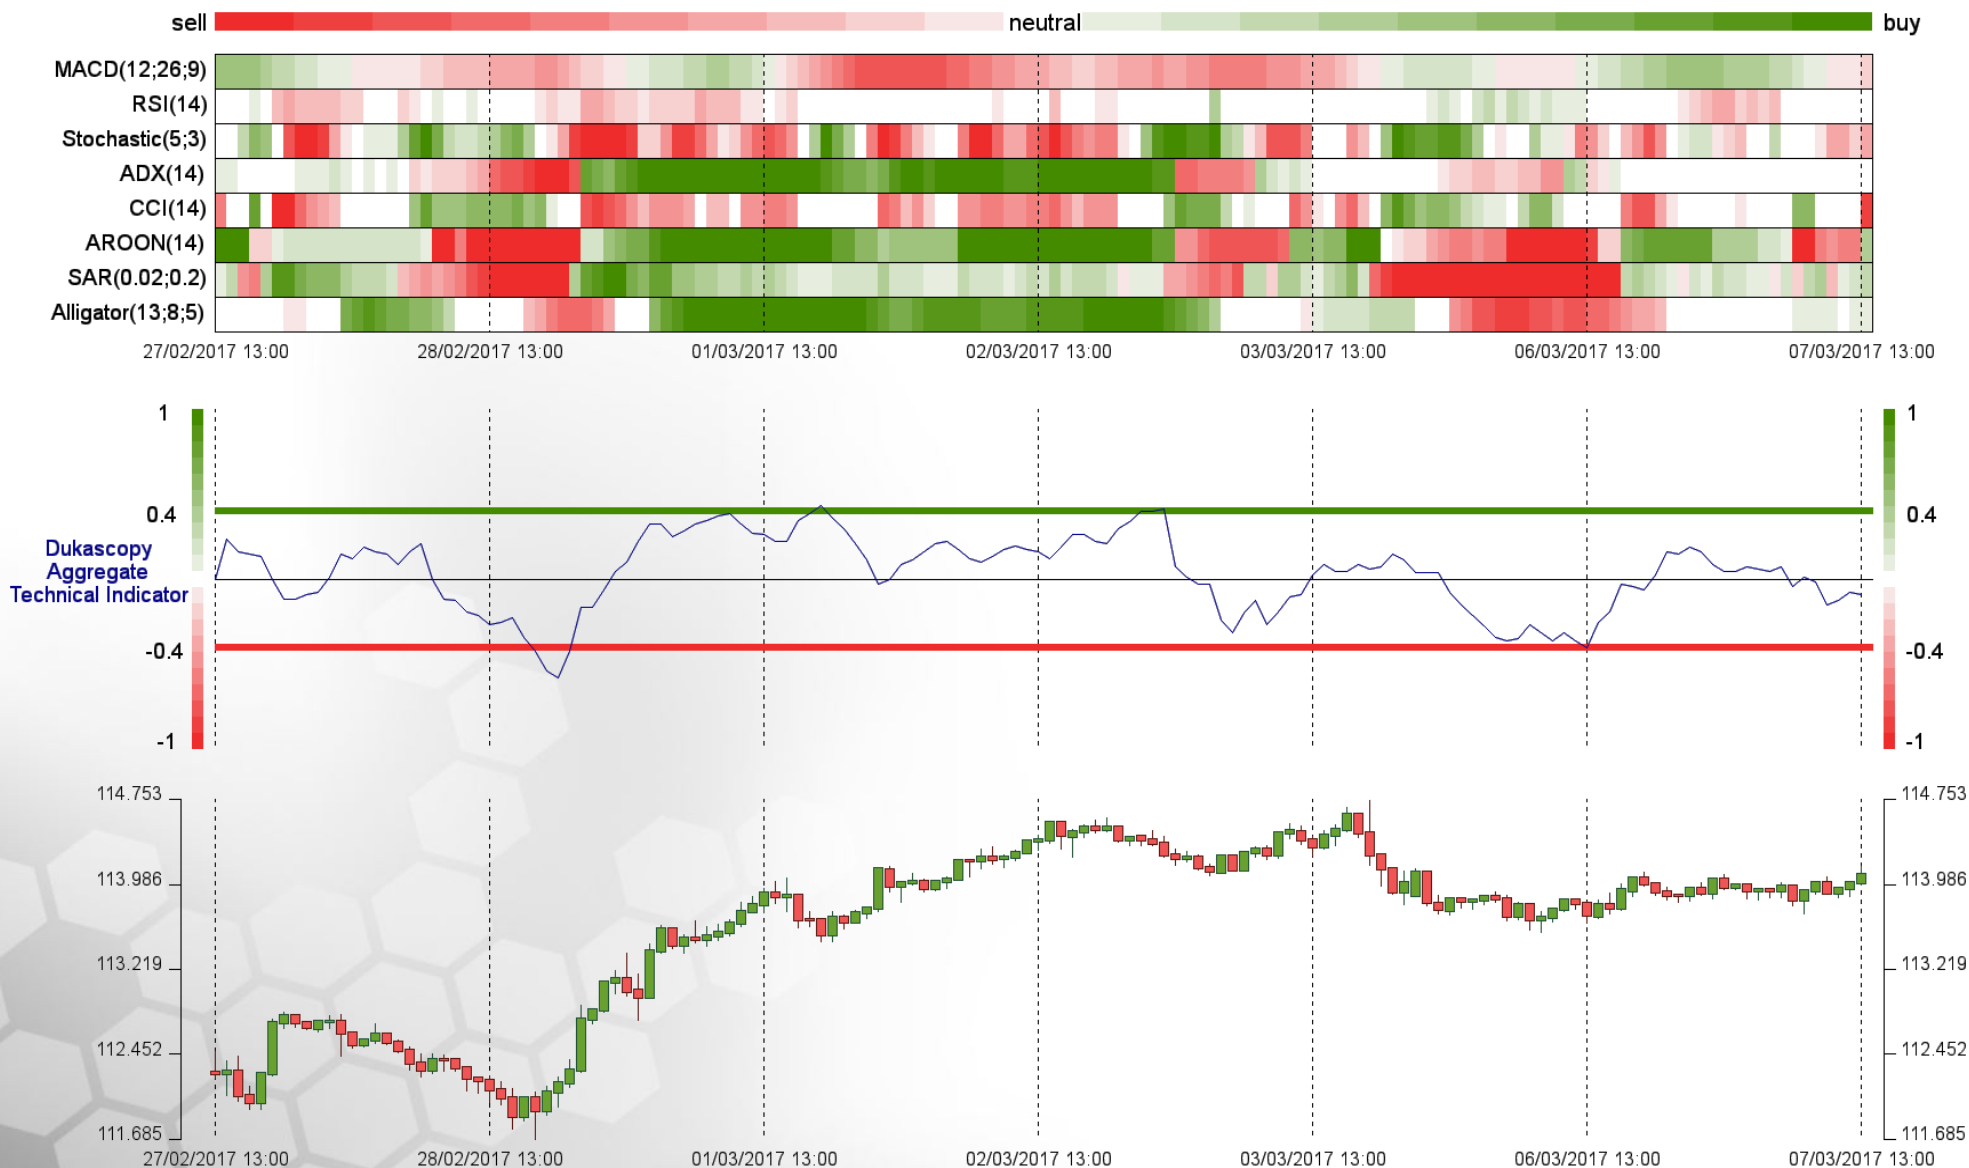 sell neutral buy
MACD(12;26;9)
RSI(14)
Stochastic(5;3)
ADX(14)
CCI(14)
AROON(14)
SAR(0.02;0.2)
Alligator(13;8;5)
27/02/2017 13:00 28/02/2017 13:00 01/03/2017 13:00 02/03/2017 13:00 03/03/2017 13:00 06/03/2017 13:00 07/03/2017 13:00
1 1
0.4 0.4
Dukascopy
Aggregate
Technical Indicator
-0.4 -0.4
-1 -1
114.753 114.753
113.986 113.986
113.219 113.219
112.452 112.452
111.685 111.685
27/02/2017 13:00 28/02/2017 13:00 01/03/2017 13:00 02/03/2017 13:00 03/03/2017 13:00 06/03/2017 13:00 07/03/2017 13:00